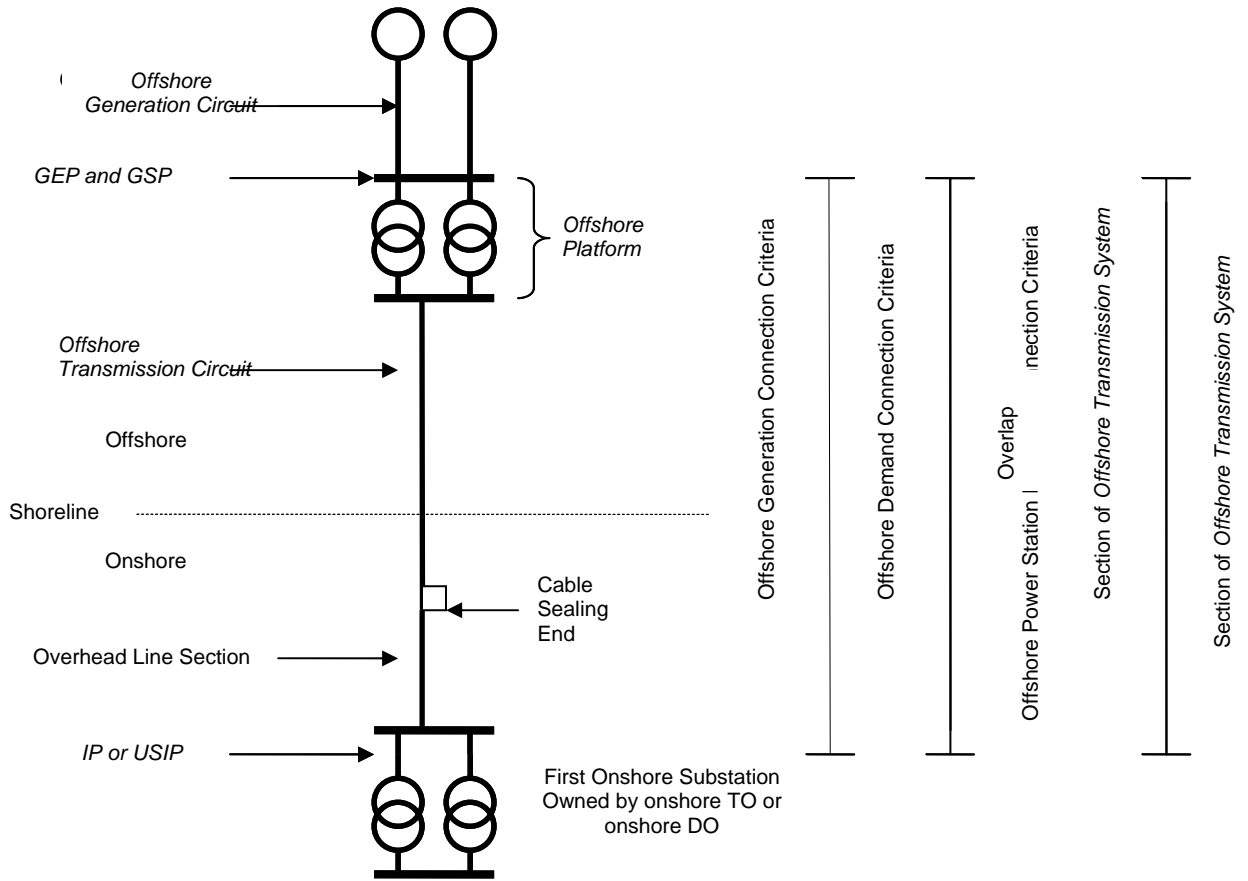 Offshore
Generation Circuit
GEP and GSP
Offshore
Platform
Offshore
Transmission Circuit
Offshore
Shoreline
Onshore
Cable
Sealing
End
Overhead Line Section
IP or USIP
First Onshore Substation
Owned by onshore TO or
onshore DO
Offshore Generation Connection Criteria
Offshore Demand Connection Criteria
Overlap
Offshore Power Station
nection Criteria
Section of Offshore Transmission System
Section of Offshore Transmission System